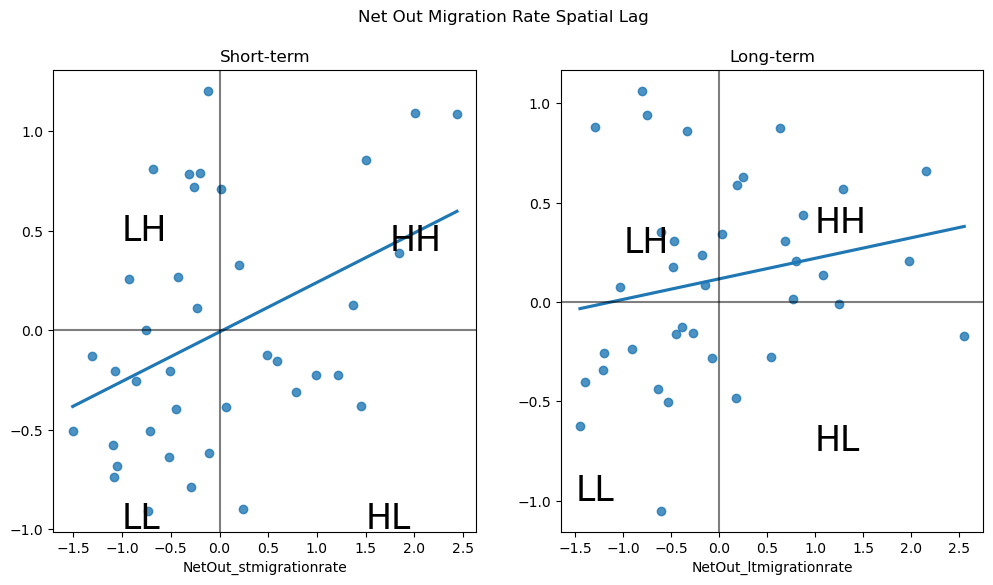 Net Out Migration Rate Spatial Lag
Short-term
1.0
0.5
0.0
−0.5
−1.0
LH
HH
LL
HL
−1.5 −1.0 −0.5 0.0 0.5 1.0 1.5 2.0 2.5
NetOut_stmigrationrate
Long-term
1.0
0.5
0.0
−0.5
−1.0
HH
LH
HL
LL
−1.5 −1.0 −0.5 0.0 0.5 1.0 1.5 2.0 2.5
NetOut_ltmigrationrate